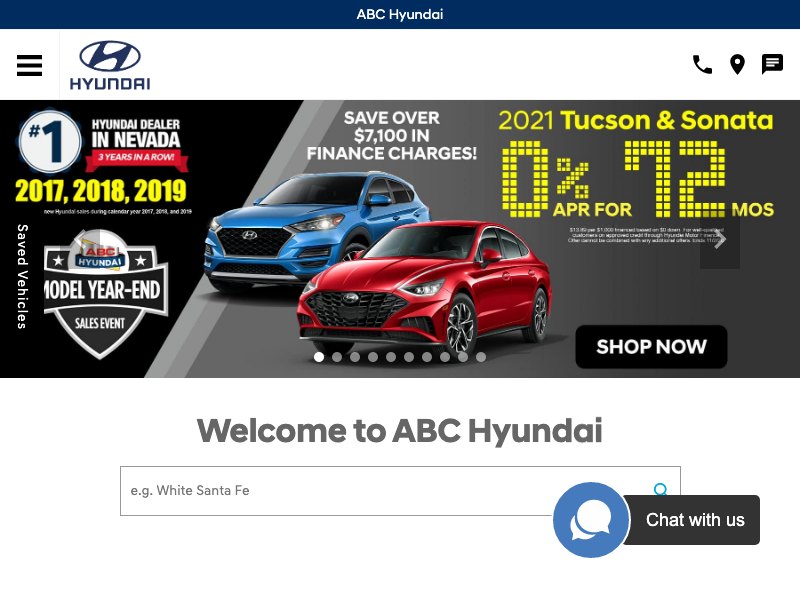 ABC Hyundai
HYUNDAI
#1
HYUNDAI DEALER
IN NEVADA
3 YEARS IN A ROW!
2017, 2018, 2019
new Hyundai sales during calendar year 2017, 2018, and 2019
ABC
HYUNDAI
MODEL YEAR-END
SALES EVENT
Saved Vehicles
SAVE OVER
$7,100 IN
FINANCE CHARGES!
2021 Tucson & Sonata
0% APR FOR 72 MOS
SHOP NOW
Welcome to ABC Hyundai
e.g. White Santa Fe
Chat with us